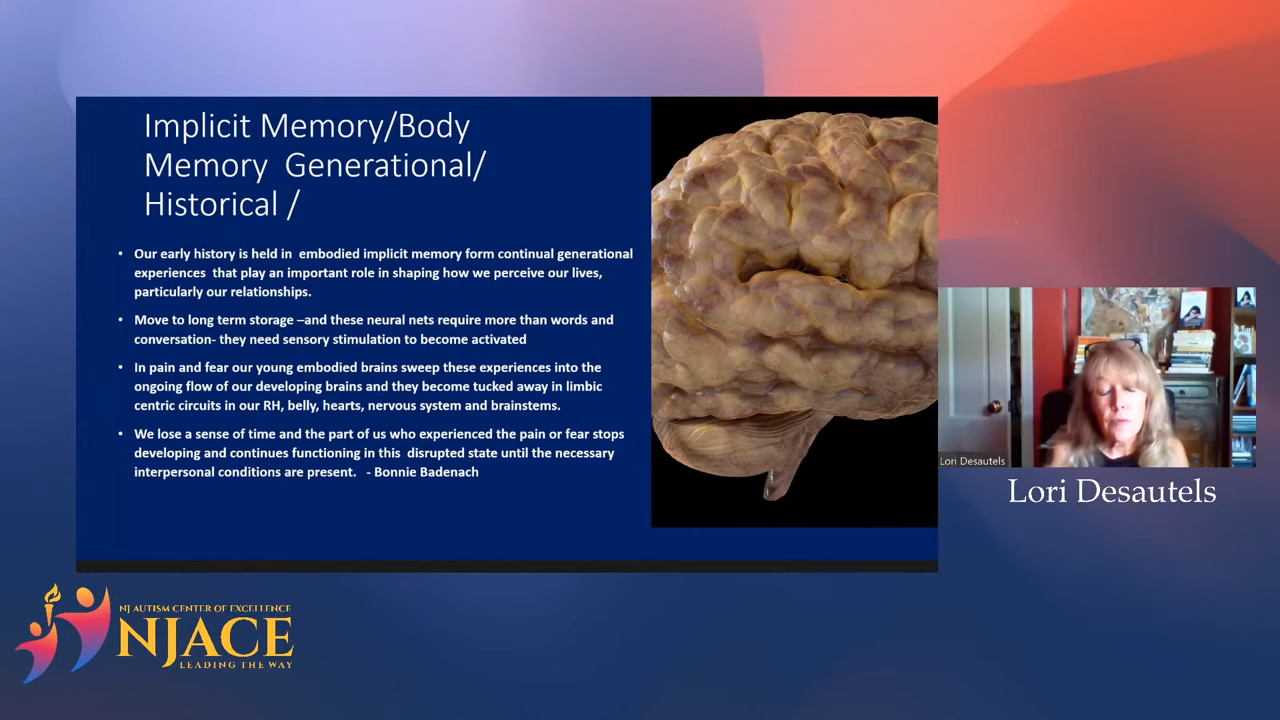 Implicit Memory/Body
Memory Generational/
Historical /
• Our early history is held in embodied implicit memory form continual generational
experiences that play an important role in shaping how we perceive our lives,
particularly our relationships.
• Move to long term storage –and these neural nets require more than words and
conversation- they need sensory stimulation to become activated
• In pain and fear our young embodied brains sweep these experiences into the
ongoing flow of our developing brains and they become tucked away in limbic
centric circuits in our RH, belly, hearts, nervous system and brainstems.
• We lose a sense of time and the part of us who experienced the pain or fear stops
developing and continues functioning in this disrupted state until the necessary
interpersonal conditions are present. - Bonnie Badenach
Lori Desautels
Lori Desautels
NJ AUTISM CENTER OF EXCELLENCE
NJACE
LEADING THE WAY